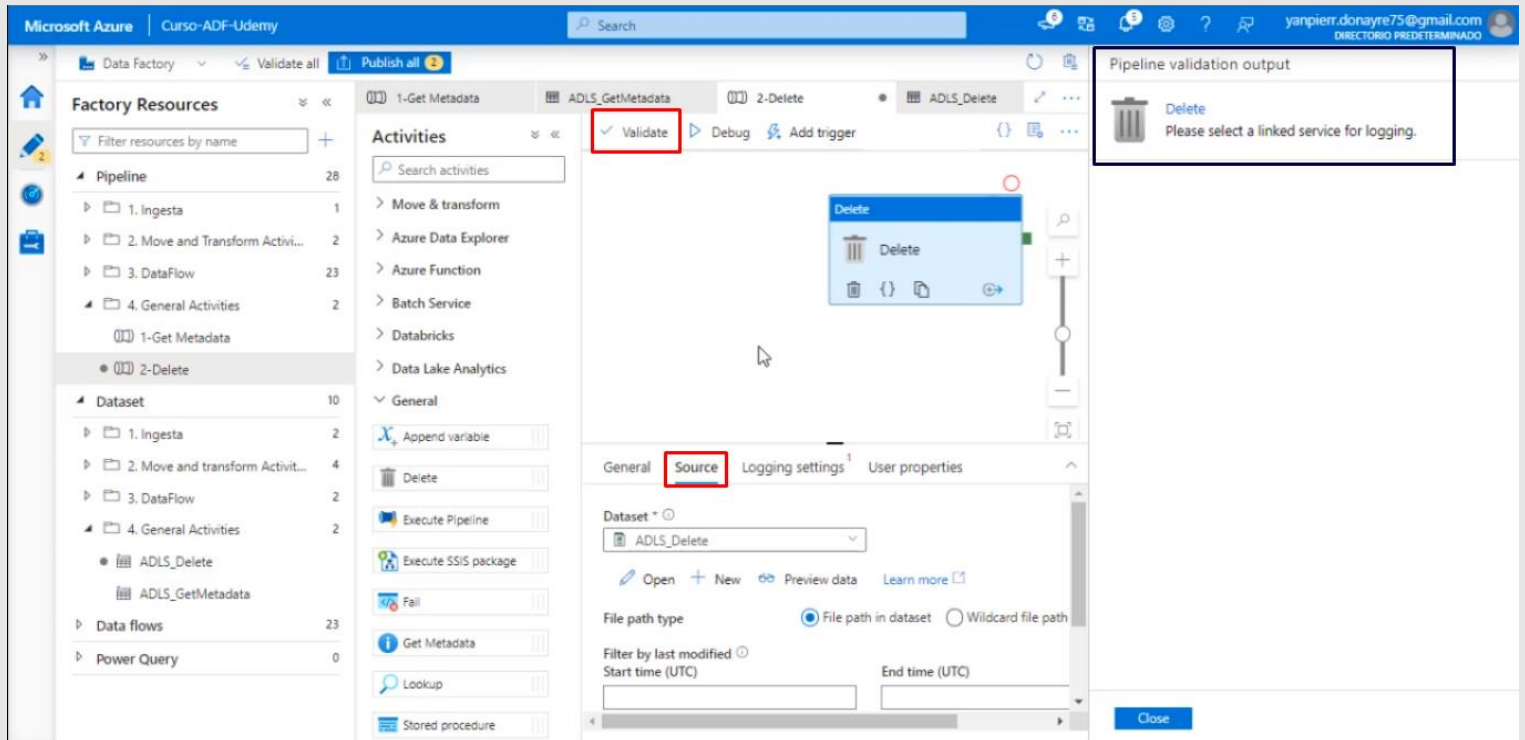 Microsoft Azure
Curso-ADF-Udemy
Search
6
5
yanpierr.donayre75@gmail.com
DIRECTORIO PREDETERMINADO
Data Factory
Validate all
Publish all 2
Factory Resources
Filter resources by name
2
Pipeline 28
1. Ingesta 1
2. Move and Transform Activi... 2
3. DataFlow 23
4. General Activities 2
1-Get Metadata
2-Delete
Dataset 10
1. Ingesta 2
2. Move and transform Activit... 4
3. DataFlow 2
4. General Activities 2
ADLS_Delete
ADLS_GetMetadata
Data flows 23
Power Query 0
1-Get Metadata
ADLS_GetMetadata
2-Delete
ADLS_Delete
Activities
Search activities
Move & transform
Azure Data Explorer
Azure Function
Batch Service
Databricks
Data Lake Analytics
General
Append variable
Delete
Execute Pipeline
Execute SSIS package
Fail
Get Metadata
Lookup
Stored procedure
Validate
Debug
Add trigger
Delete
Delete
General
Source
Logging settings 1
User properties
Dataset *
ADLS_Delete
Open
New
Preview data
Learn more
File path type
File path in dataset
Wildcard file path
Filter by last modified
Start time (UTC)
End time (UTC)
Pipeline validation output
Delete
Please select a linked service for logging.
Close